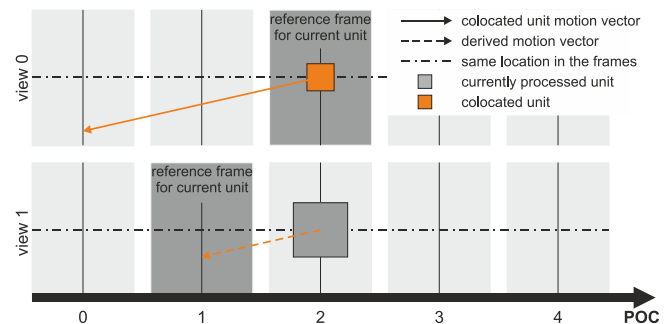 reference frame
for current unit
colocated unit motion vector
derived motion vector
same location in the frames
currently processed unit
colocated unit
view 0
reference frame
for current unit
view 1
0 1 2 3 4 POC